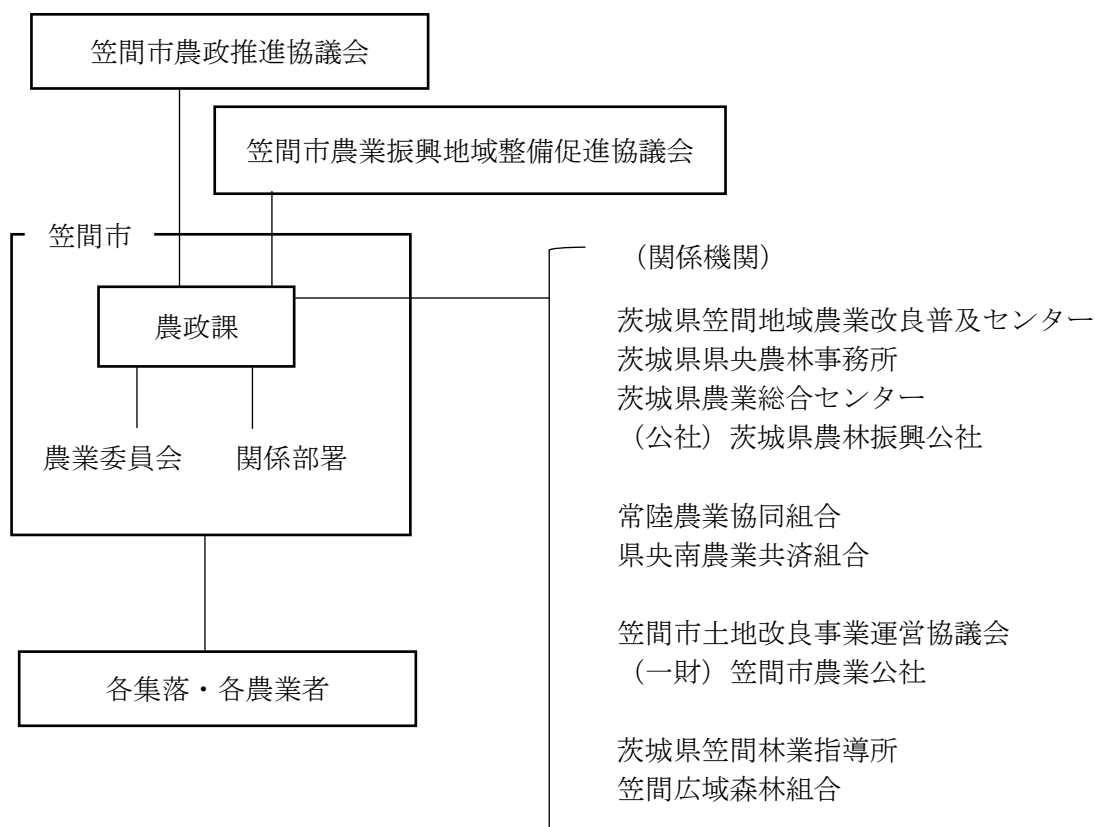 笠間市農政推進協議会
笠間市農業振興地域整備促進協議会
笠間市
農政課
農業委員会
関係部署
各集落・各農業者
（関係機関）
茨城県笠間地域農業改良普及センター
茨城県県央農林事務所
茨城県農業総合センター
（公社）茨城県農林振興公社
常陸農業協同組合
県央南農業共済組合
笠間市土地改良事業運営協議会
（一財）笠間市農業公社
茨城県笠間林業指導所
笠間広域森林組合